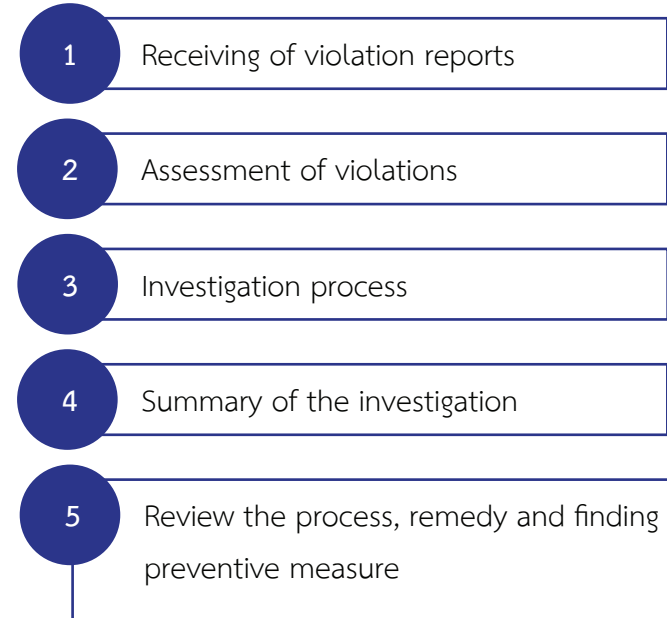 1
Receiving of violation reports
2
Assessment of violations
3
Investigation process
4
Summary of the investigation
5
Review the process, remedy and finding
preventive measure